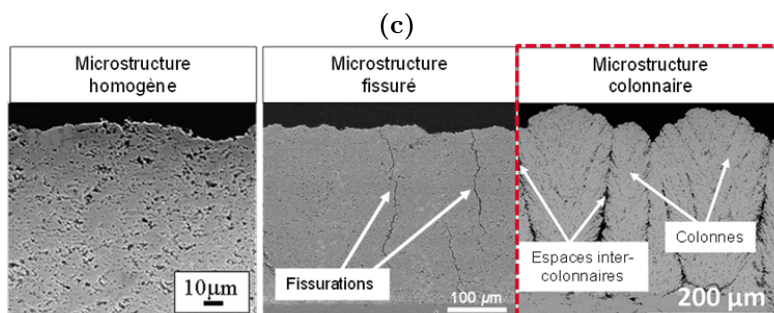 (c)
Microstructure
homogène
Microstructure
fissuré
Microstructure
colonnaire
10µm
Fissurations
100 µm
Espaces inter-
colonnaires
Colonnes
200 µm